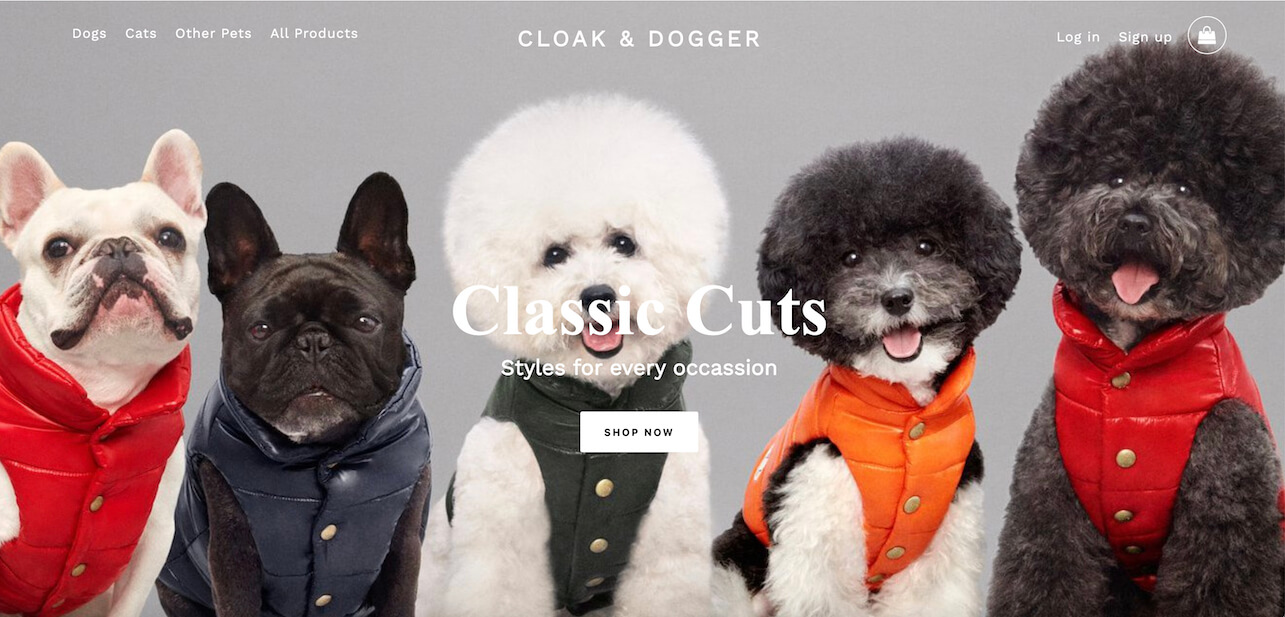 Dogs Cats Other Pets All Products
CLOAK & DOGGER
Log in Sign up
Classic Cuts
Styles for every occassion
SHOP NOW